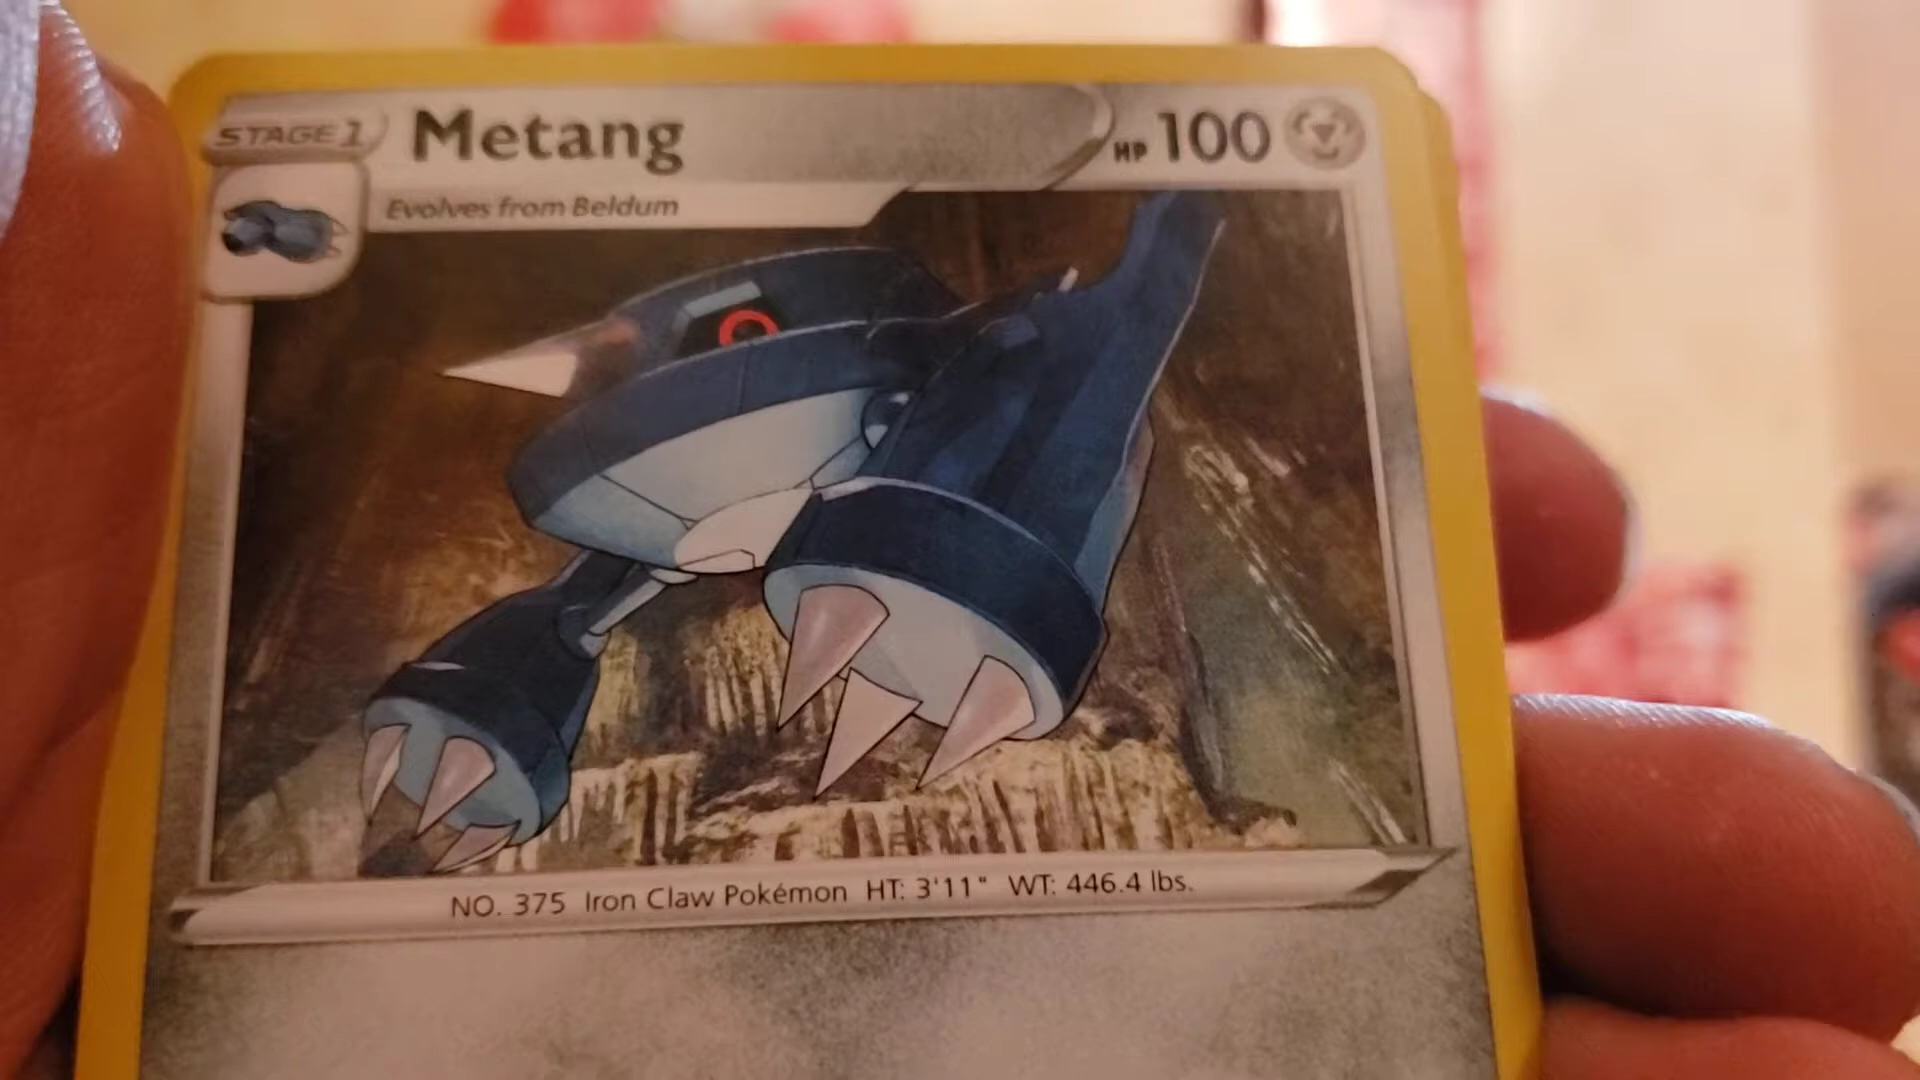 STAGE 1 Metang HP 100
Evolves from Beldum
NO. 375 Iron Claw Pokémon HT: 3'11" WT: 446.4 lbs.